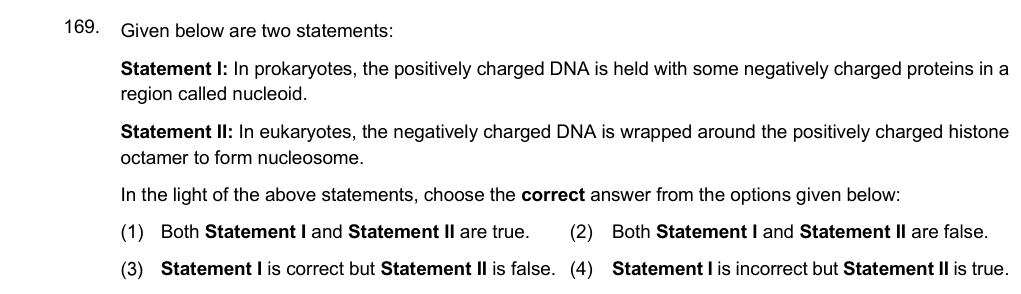 169. Given below are two statements:
Statement I: In prokaryotes, the positively charged DNA is held with some negatively charged proteins in a
region called nucleoid.
Statement II: In eukaryotes, the negatively charged DNA is wrapped around the positively charged histone
octamer to form nucleosome.
In the light of the above statements, choose the correct answer from the options given below:
(1) Both Statement I and Statement II are true. (2) Both Statement I and Statement II are false.
(3) Statement I is correct but Statement II is false. (4) Statement I is incorrect but Statement II is true.